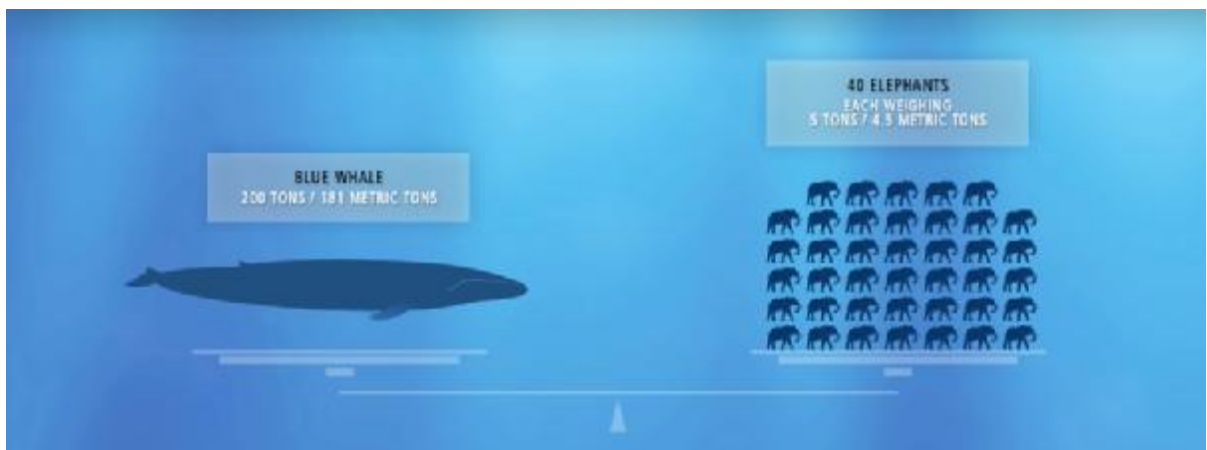 BLUE WHALE
200 TONS / 181 METRIC TONS
40 ELEPHANTS
EACH WEIGHING
5 TONS / 4.5 METRIC TONS